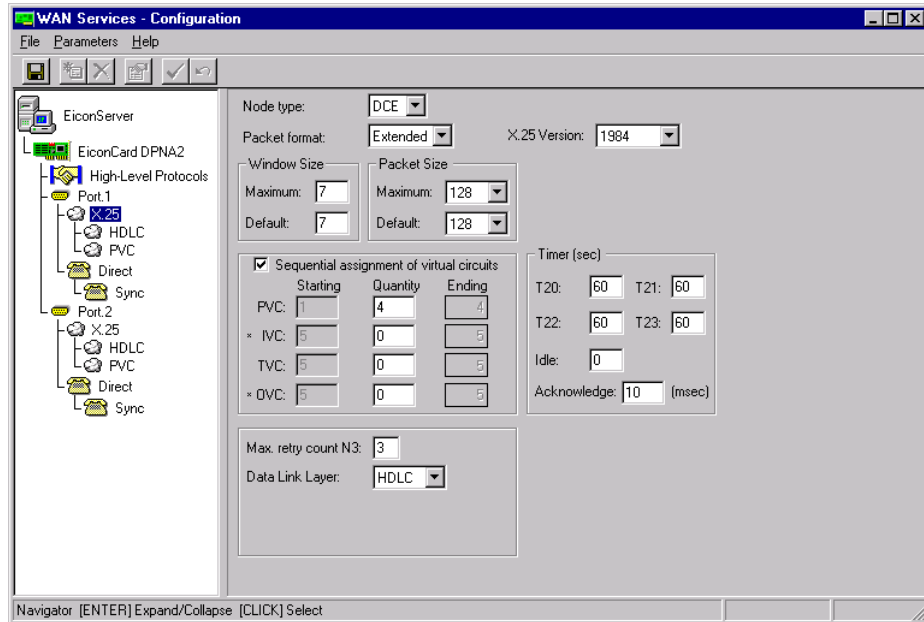 WAN Services - Configuration
File Parameters Help
EiconServer
EiconCard DPNA2
High-Level Protocols
Port.1
X.25
HDLC
PVC
Direct
Sync
Port.2
X.25
HDLC
PVC
Direct
Sync
Node type: DCE
Packet format: Extended X.25 Version: 1984
Window Size
Maximum: 7
Default: 7
Packet Size
Maximum: 128
Default: 128
Sequential assignment of virtual circuits
Starting Quantity Ending
PVC: 1 4 4
× IVC: 5 0 5
TVC: 5 0 5
× OVC: 5 0 5
Timer (sec)
T20: 60 T21: 60
T22: 60 T23: 60
Idle: 0
Acknowledge: 10 (msec)
Max. retry count N3: 3
Data Link Layer: HDLC
Navigator [ENTER] Expand/Collapse [CLICK] Select